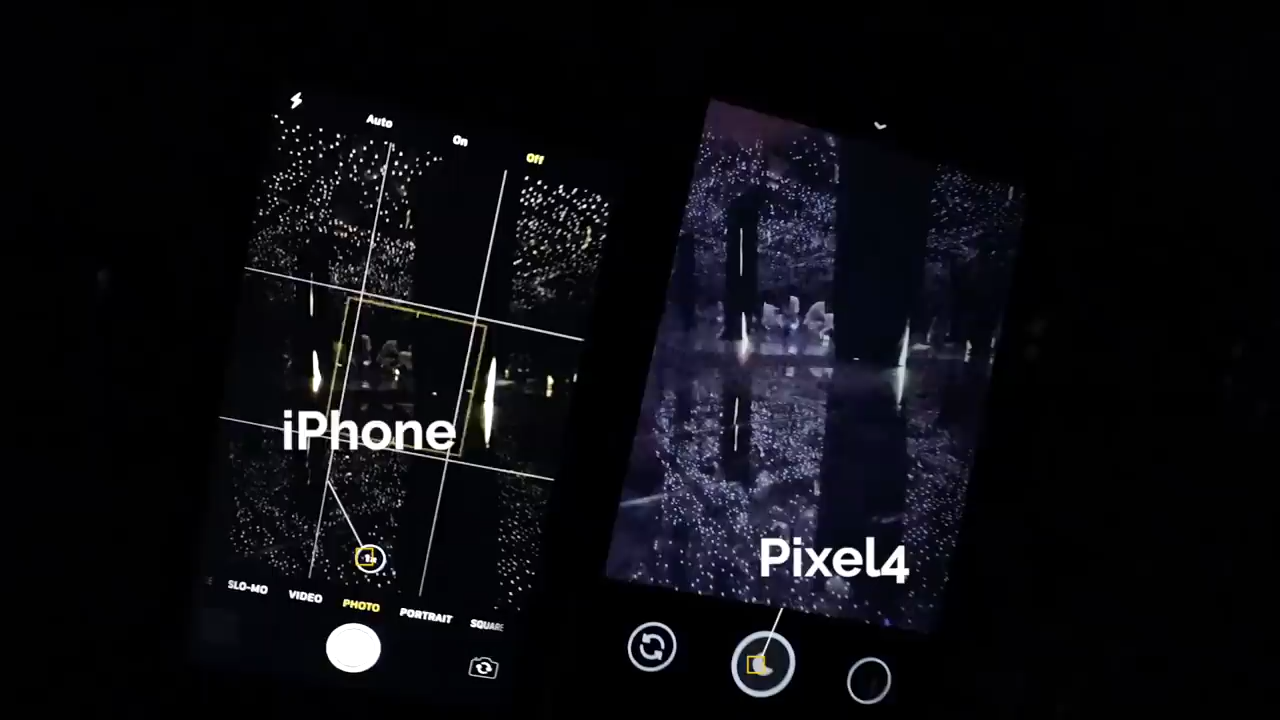 Auto
On
Off
iPhone
Pixel4
SLO-MO
VIDEO
PHOTO
PORTRAIT
SQUARE